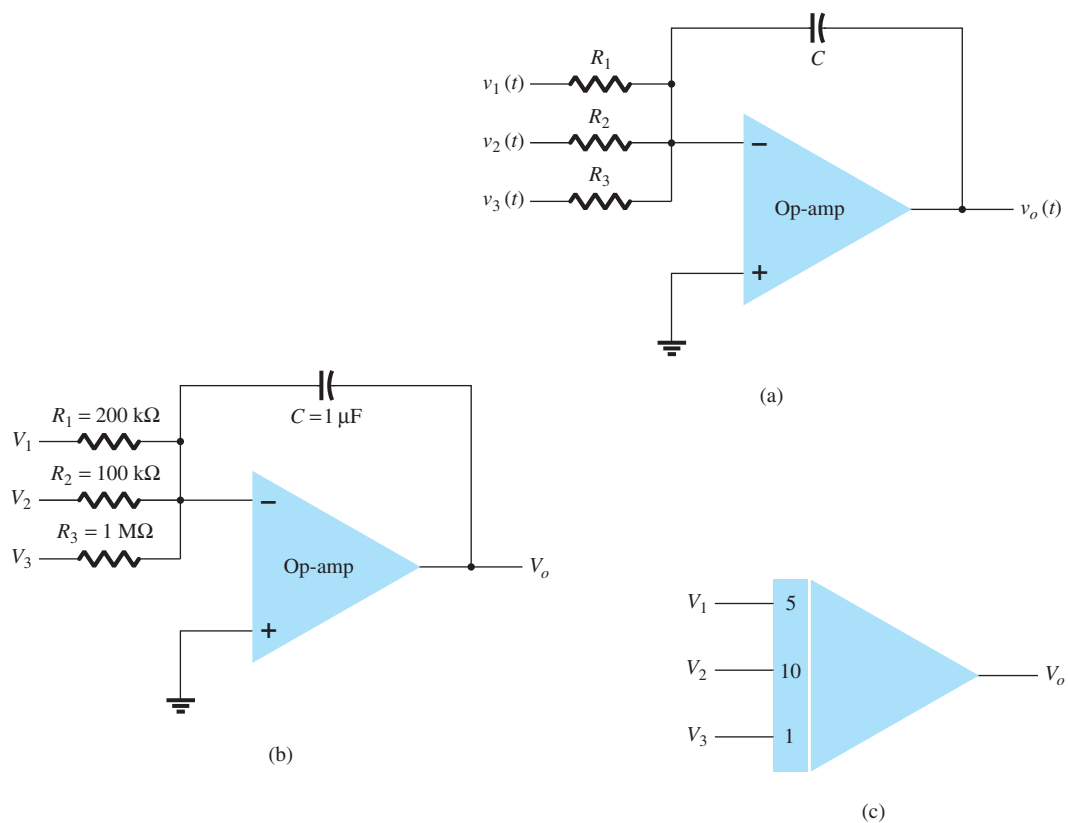 C
R₁
v₁(t)
R₂
v₂(t)
R₃
v₃(t)
−
Op-amp
vₒ(t)
+
(a)
C = 1 μF
R₁ = 200 kΩ
V₁
R₂ = 100 kΩ
V₂
−
R₃ = 1 MΩ
V₃
Op-amp
Vₒ
+
(b)
V₁ 5
V₂ 10
Vₒ
V₃ 1
(c)